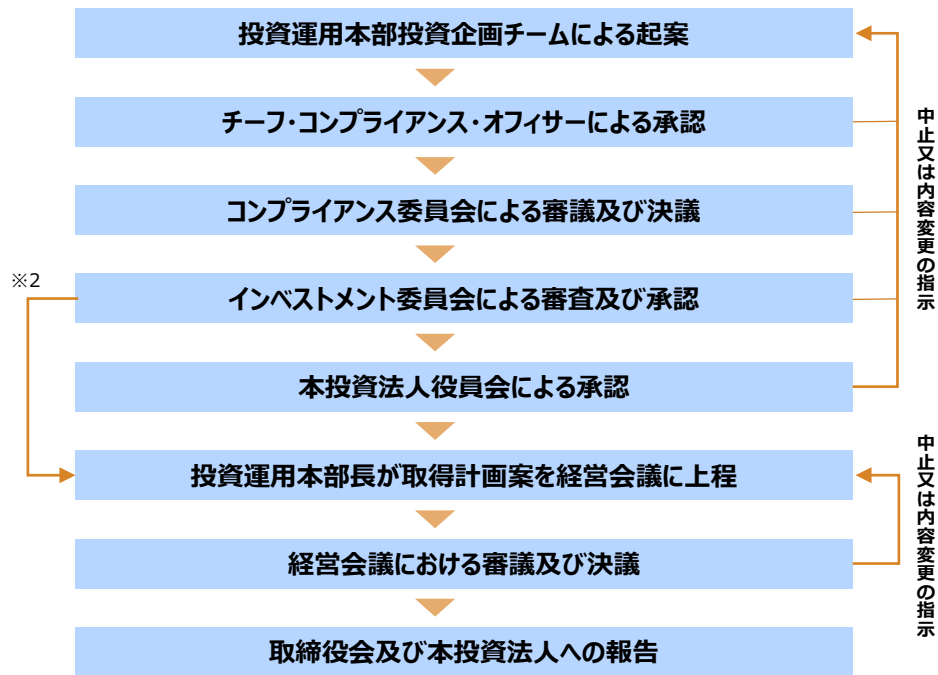 投資運用本部投資企画チームによる起案
チーフ・コンプライアンス・オフィサーによる承認
コンプライアンス委員会による審議及び決議
※2
インベストメント委員会による審査及び承認
本投資法人役員会による承認
中止又は内容変更の指示
投資運用本部長が取得計画案を経営会議に上程
経営会議における審議及び決議
中止又は内容変更の指示
取締役会及び本投資法人への報告